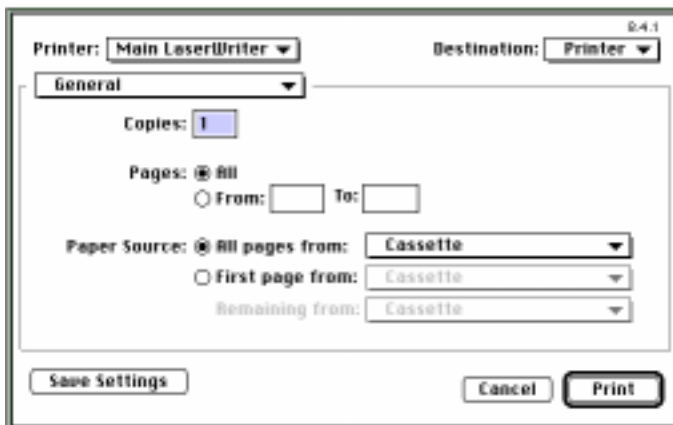 8.4.1
Printer: Main LaserWriter Destination: Printer
General
Copies: 1
Pages: All
From: To:
Paper Source: All pages from: Cassette
First page from: Cassette
Remaining from: Cassette
Save Settings Cancel Print